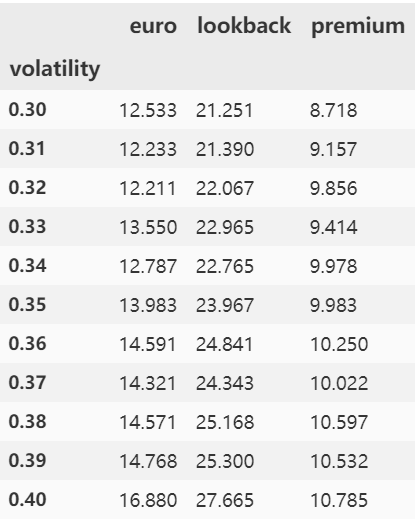 euro lookback premium
volatility
0.30 12.533 21.251 8.718
0.31 12.233 21.390 9.157
0.32 12.211 22.067 9.856
0.33 13.550 22.965 9.414
0.34 12.787 22.765 9.978
0.35 13.983 23.967 9.983
0.36 14.591 24.841 10.250
0.37 14.321 24.343 10.022
0.38 14.571 25.168 10.597
0.39 14.768 25.300 10.532
0.40 16.880 27.665 10.785